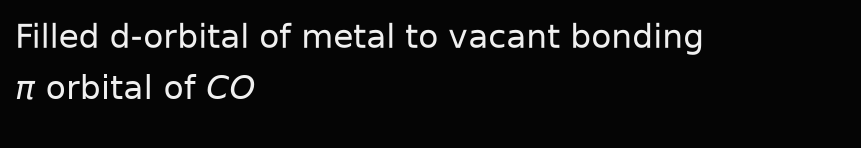 Filled d-orbital of metal to vacant bonding
π orbital of CO